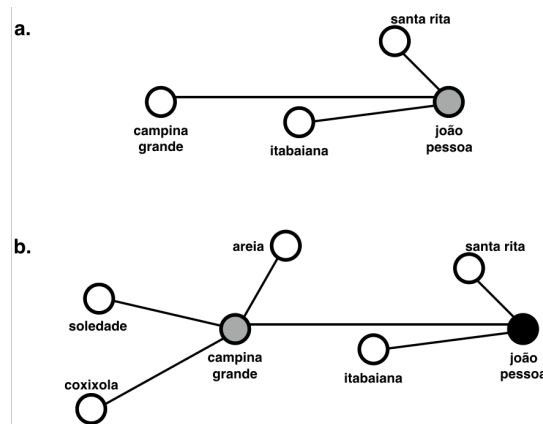 a.
santa rita
campina
grande
itabaiana
joão
pessoa
b.
areia
santa rita
soledade
campina
grande
itabaiana
joão
pessoa
coxixola